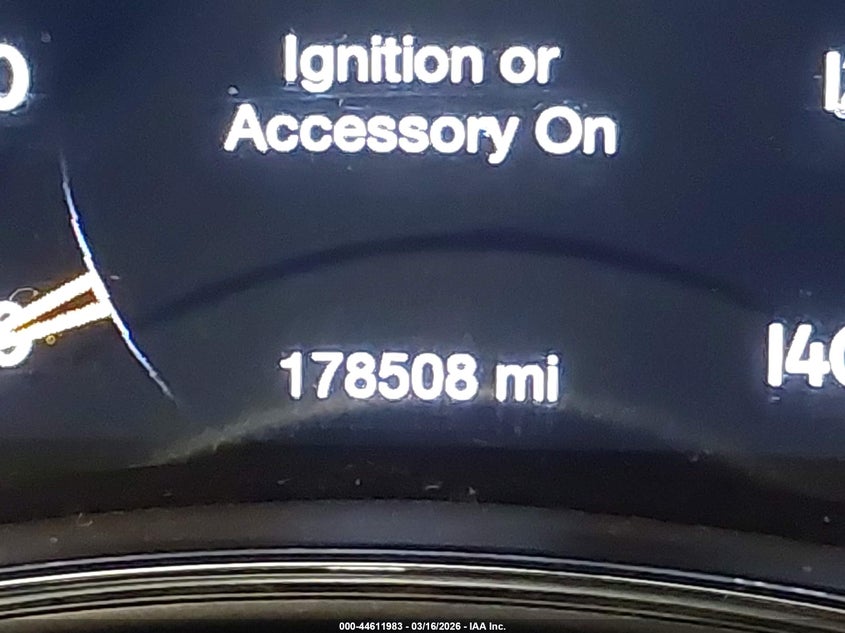 Ignition or
Accessory On
178508 mi
000-44611983 - 03/16/2026 - IAA Inc.